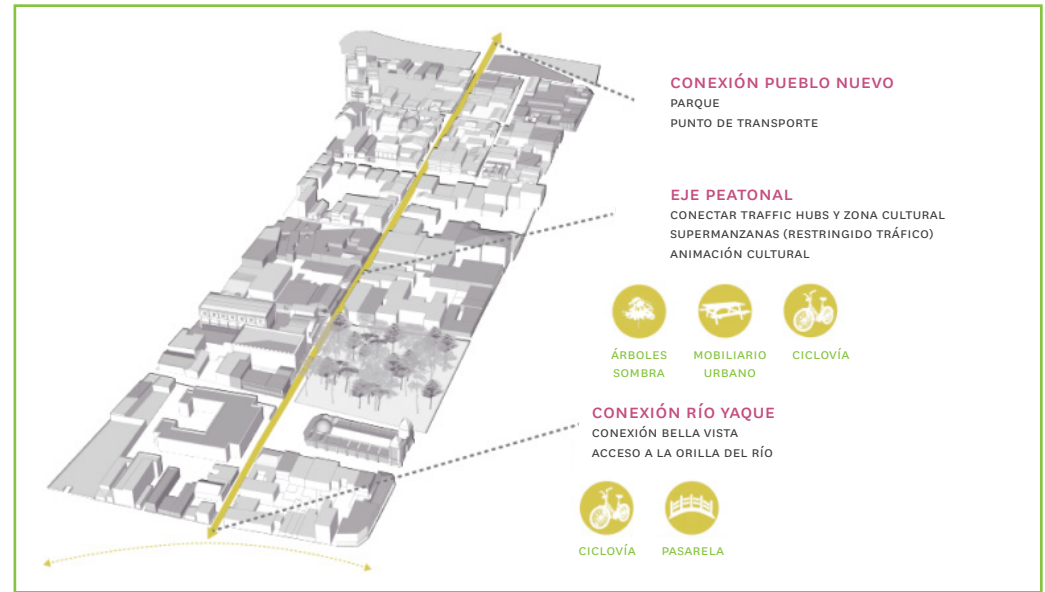 CONEXIÓN PUEBLO NUEVO
PARQUE
PUNTO DE TRANSPORTE
EJE PEATONAL
CONECTAR TRAFFIC HUBS Y ZONA CULTURAL
SUPERMANZANAS (RESTRINGIDO TRÁFICO)
ANIMACIÓN CULTURAL
ÁRBOLES
SOMBRA
MOBILIARIO
URBANO
CICLOVÍA
CONEXIÓN RÍO YAQUE
CONEXIÓN BELLA VISTA
ACCESO A LA ORILLA DEL RÍO
CICLOVÍA
PASARELA